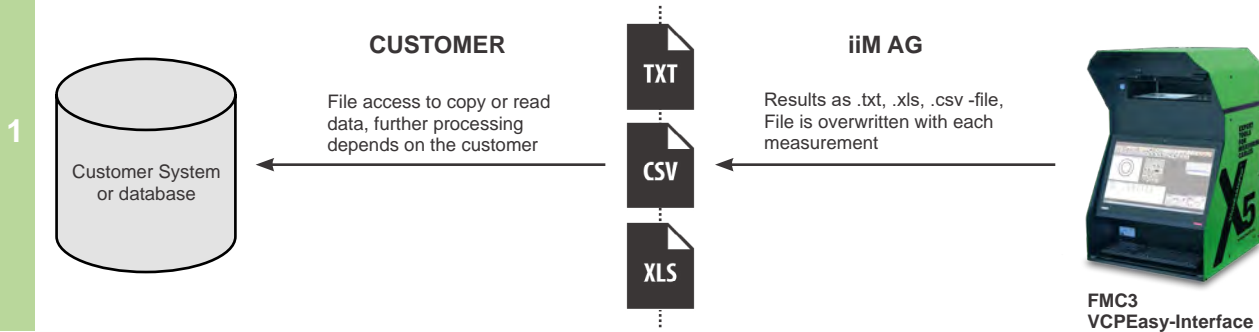 1
CUSTOMER
File access to copy or read
data, further processing
depends on the customer
Customer System
or database
TXT
CSV
XLS
iiM AG
Results as .txt, .xls, .csv -file,
File is overwritten with each
measurement
X5
FMC3
VCPEasy-Interface